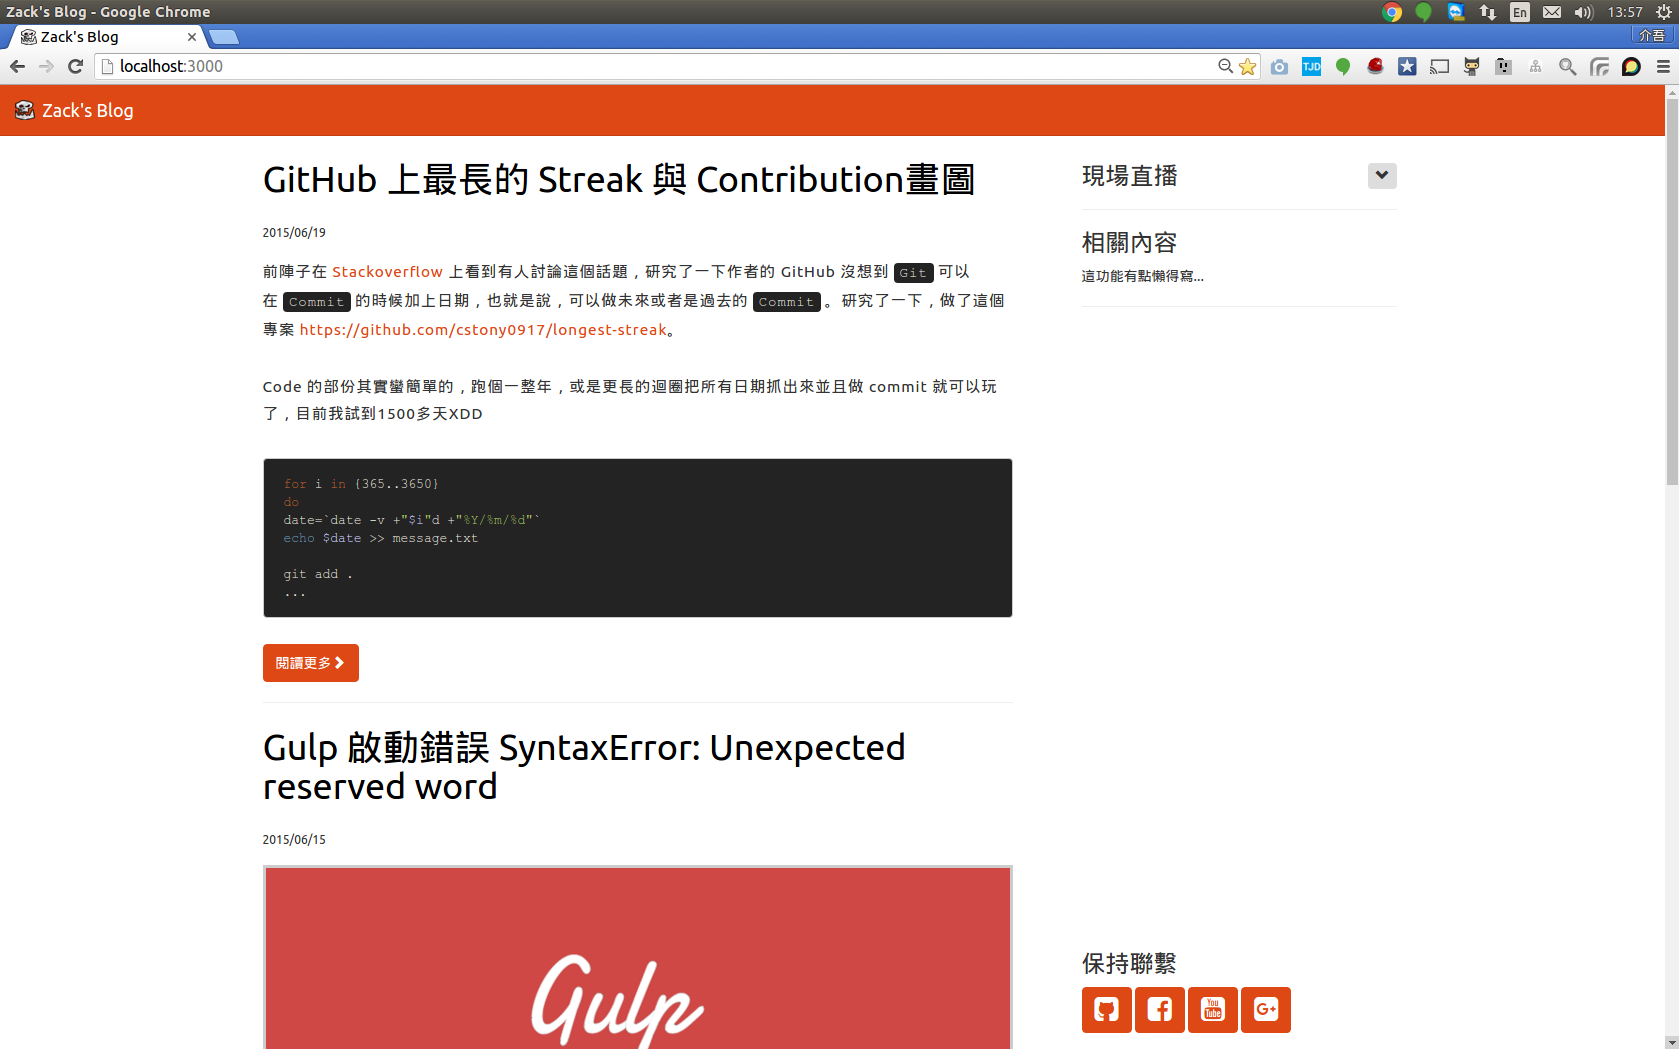 Zack's Blog - Google Chrome
En
13:57
Zack's Blog
介吾
localhost:3000
TJD
Zack's Blog
GitHub 上最長的 Streak 與 Contribution畫圖
2015/06/19
前陣子在 Stackoverflow 上看到有人討論這個話題，研究了一下作者的 GitHub 沒想到 Git 可以
在 Commit 的時候加上日期，也就是說，可以做未來或者是過去的 Commit 。研究了一下，做了這個
專案 https://github.com/cstony0917/longest-streak。
Code 的部份其實蠻簡單的，跑個一整年，或是更長的迴圈把所有日期抓出來並且做 commit 就可以玩
了，目前我試到1500多天XDD
for i in {365..3650}
do
date=`date -v +"$i"d +"%Y/%m/%d"`
echo $date >> message.txt
git add .
...
閱讀更多
Gulp 啟動錯誤 SyntaxError: Unexpected
reserved word
2015/06/15
Gulp
現場直播
相關內容
這功能有點懶得寫...
保持聯繫
You
Tube
G+